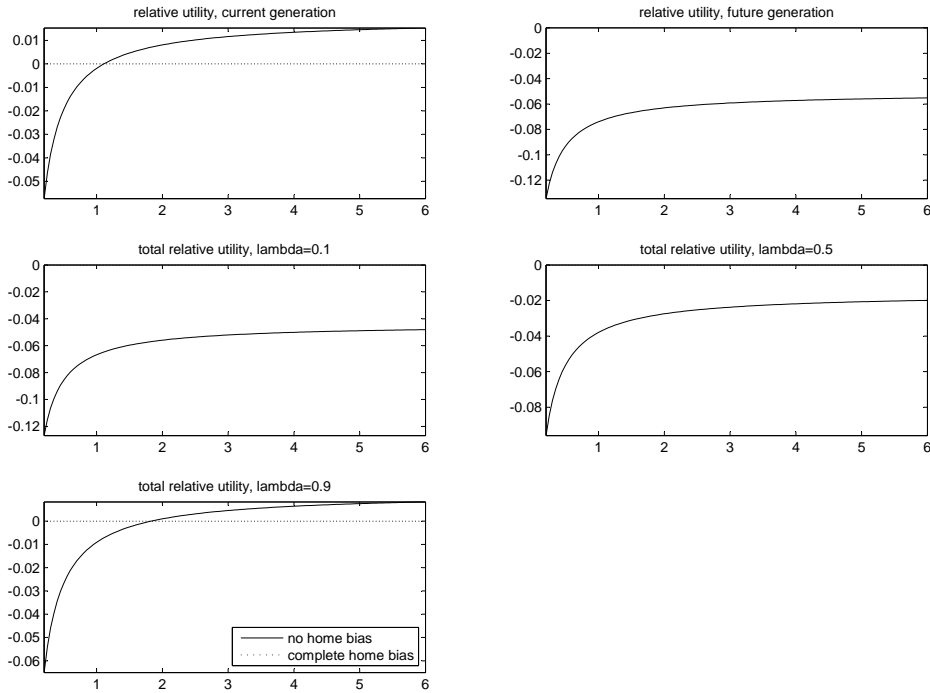 relative utility, current generation
0.01
0
-0.01
-0.02
-0.03
-0.04
-0.05
1 2 3 4 5 6
relative utility, future generation
0
-0.02
-0.04
-0.06
-0.08
-0.1
-0.12
1 2 3 4 5 6
total relative utility, lambda=0.1
0
-0.02
-0.04
-0.06
-0.08
-0.1
-0.12
1 2 3 4 5 6
total relative utility, lambda=0.5
0
-0.02
-0.04
-0.06
-0.08
1 2 3 4 5 6
total relative utility, lambda=0.9
0
-0.01
-0.02
-0.03
-0.04
-0.05
-0.06
1 2 3 4 5 6
no home bias
complete home bias